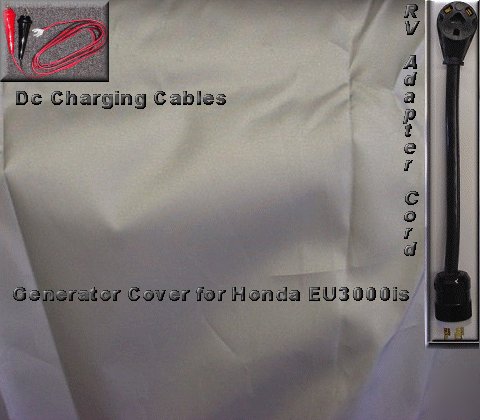 Dc Charging Cables
RV Adapter Cord
Generator Cover for Honda EU3000is